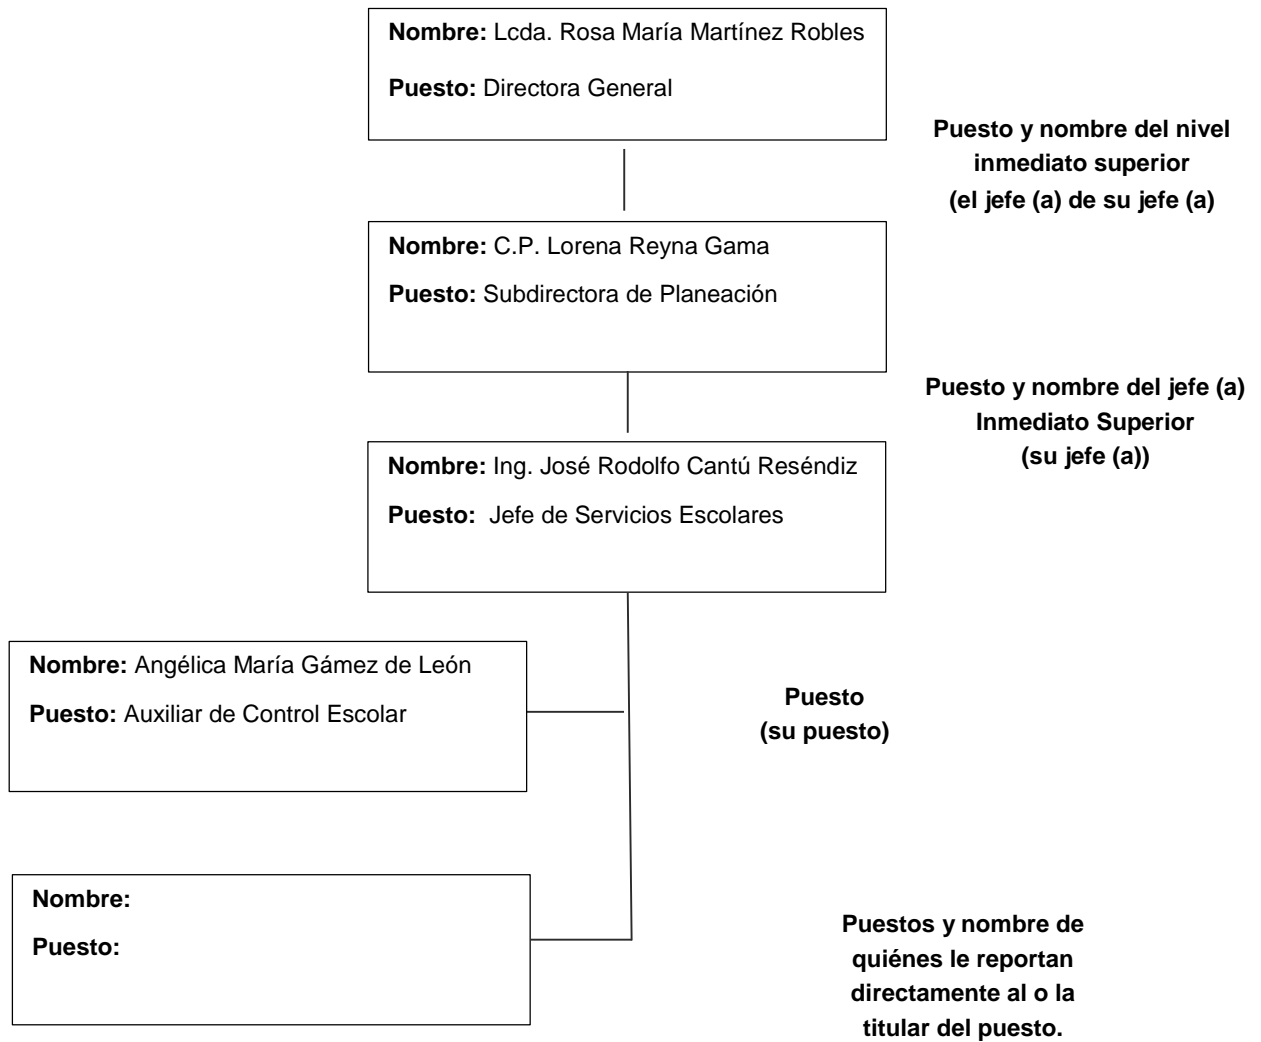 Nombre: Lcda. Rosa María Martínez Robles
Puesto: Directora General
Puesto y nombre del nivel
inmediato superior
(el jefe (a) de su jefe (a)
Nombre: C.P. Lorena Reyna Gama
Puesto: Subdirectora de Planeación
Puesto y nombre del jefe (a)
Inmediato Superior
(su jefe (a))
Nombre: Ing. José Rodolfo Cantú Reséndiz
Puesto: Jefe de Servicios Escolares
Nombre: Angélica María Gámez de León
Puesto: Auxiliar de Control Escolar
Puesto
(su puesto)
Nombre:
Puesto:
Puestos y nombre de
quiénes le reportan
directamente al o la
titular del puesto.